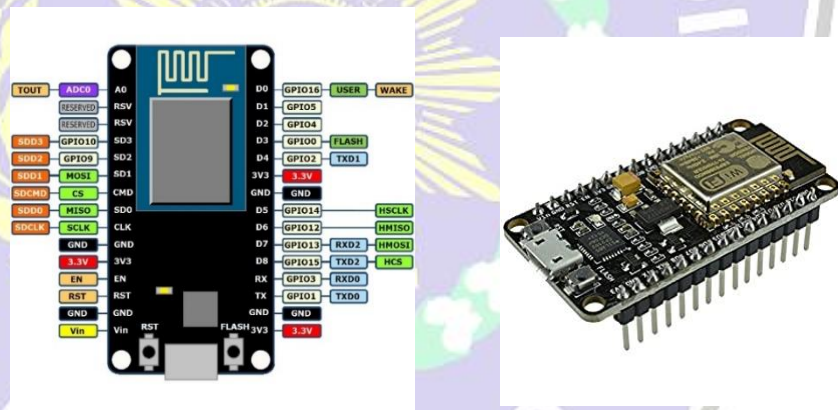 TOUT ADC0 A0 D0 GPIO16 USER WAKE
RESERVED RSV D1 GPIO5
RESERVED RSV D2 GPIO4
SDD3 GPIO10 SD3 D3 GPIO0 FLASH
SDD2 GPIO9 SD2 D4 GPIO2 TXD1
SDD1 MOSI SD1 3V3 3.3V
SDCMD CS CMD GND GND
SDD0 MISO SD0 D5 GPIO14 HSCLK
SDCLK SCLK CLK D6 GPIO12 HMISO
GND GND D7 GPIO13 RXD2 HMOSI
3.3V 3V3 D8 GPIO15 TXD2 HCS
EN EN RX GPIO3 RXD0
RST RST TX GPIO1 TXD0
GND GND GND GND
Vin Vin RST FLASH 3V3 3.3V